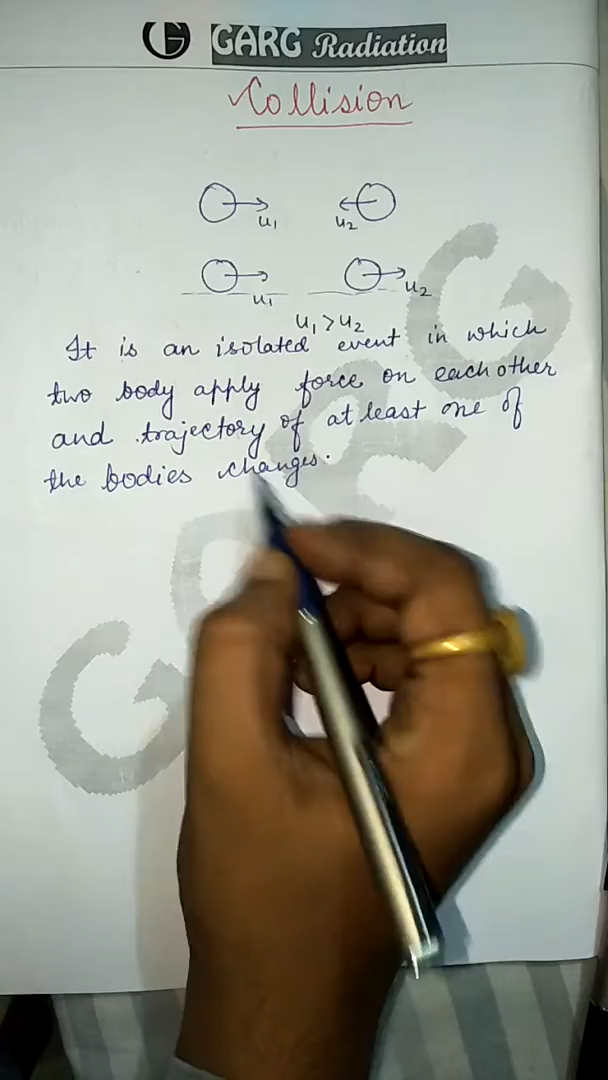 G GARG Radiation
Collision
u1 u2
u1 u2
u1 > u2
It is an isolated event in which
two body apply force on each other
and trajectory of at least one of
the bodies changes.
GARG